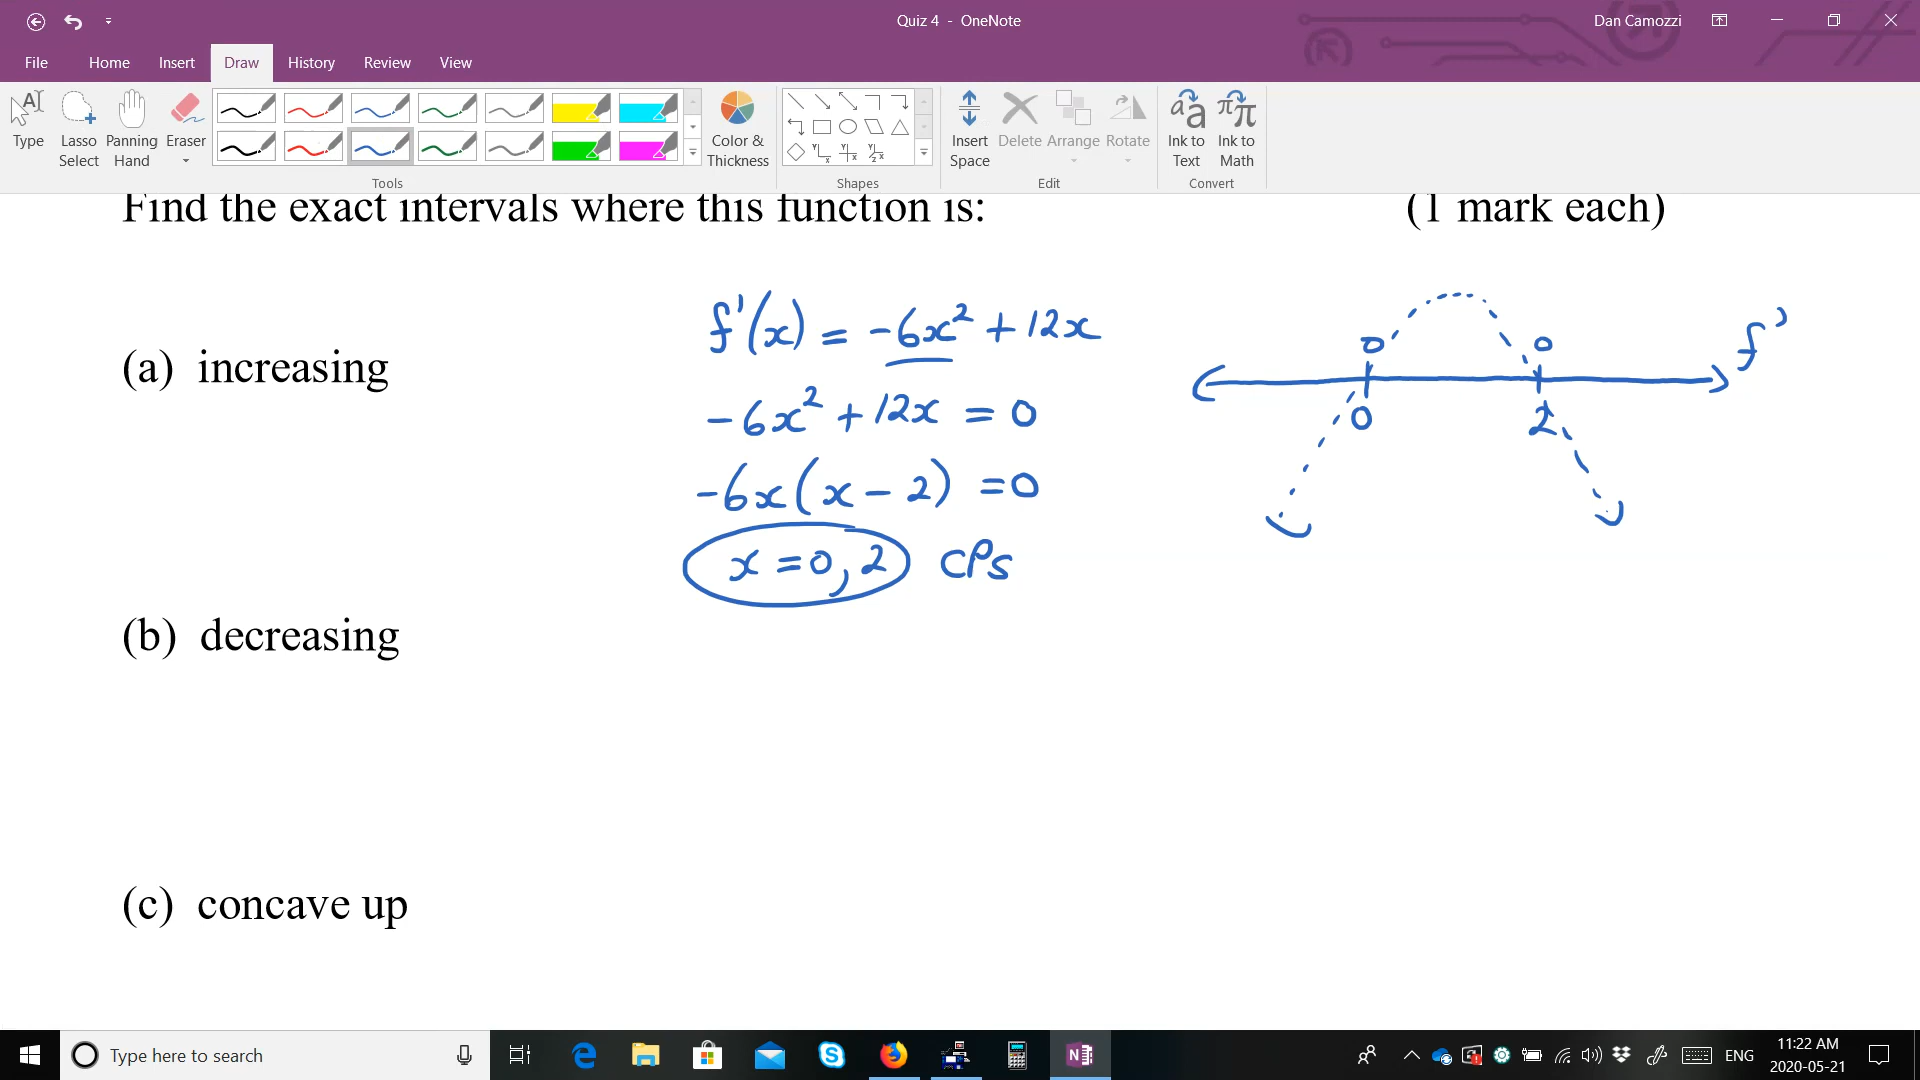 Quiz 4 - OneNote
Dan Camozzi
File Home Insert Draw History Review View
Type
Lasso Select
Panning Hand
Eraser
Color & Thickness
Insert Space
Delete
Arrange
Rotate
Ink to Text
Ink to Math
Tools
Shapes
Edit
Convert
Find the exact intervals where this function is: (1 mark each)
f'(x) = -6x² + 12x
0 0 f'
(a) increasing
-6x² + 12x = 0
0 2
-6x(x - 2) = 0
x = 0, 2 CPs
(b) decreasing
(c) concave up
Type here to search
ENG
11:22 AM
2020-05-21